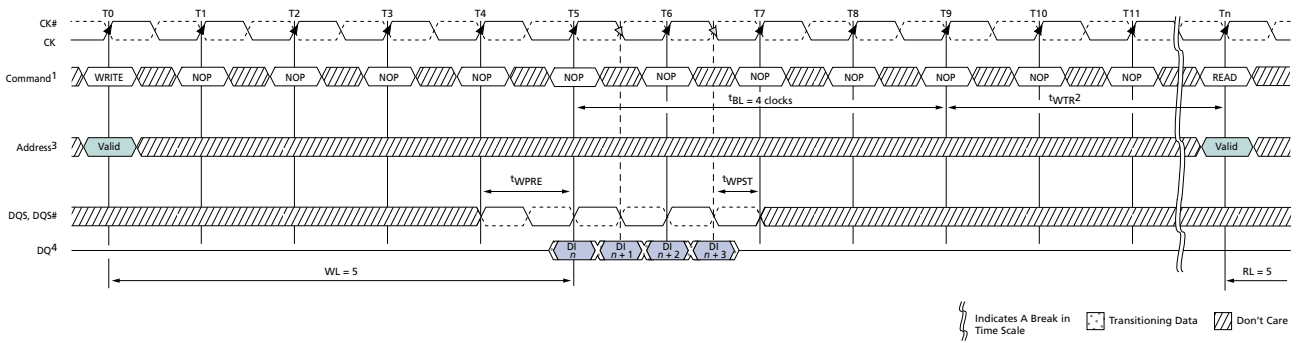 T0 T1 T2 T3 T4 T5 T6 T7 T8 T9 T10 T11 Tn
CK#
CK
Command1 WRITE NOP NOP NOP NOP NOP NOP NOP NOP NOP NOP NOP READ
tBL = 4 clocks tWTR2
Address3 Valid Valid
tWPRE tWPST
DQS, DQS#
DQ4 DI n DI n + 1 DI n + 2 DI n + 3
WL = 5 RL = 5
Indicates A Break in
Time Scale
Transitioning Data
Don't Care